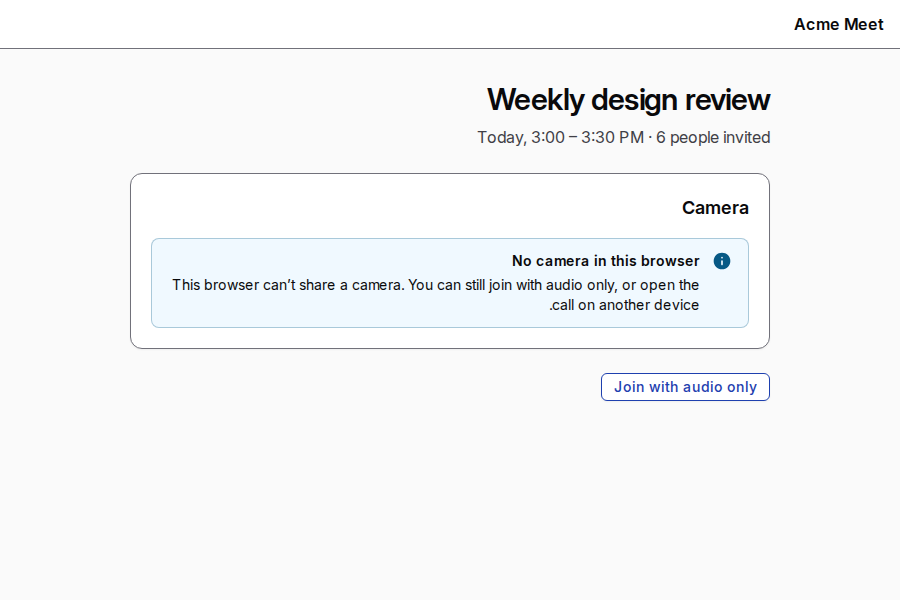 Acme Meet
Weekly design review
Today, 3:00 – 3:30 PM · 6 people invited
Camera
No camera in this browser
This browser can’t share a camera. You can still join with audio only, or open the
.call on another device
Join with audio only